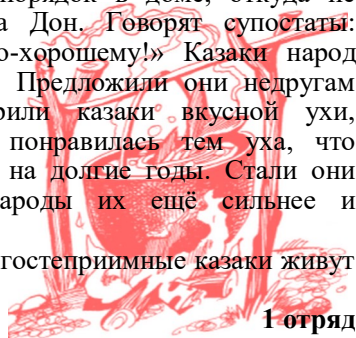 порядок в доме, откуда не
а Дон. Говорят супостаты:
о-хорошему!» Казаки народ
Предложили они недругам
рили казаки вкусной ухи,
понравилась тем уха, что
на долгие годы. Стали они
ароды их ещё сильнее и
гостеприимные казаки живут
1 отряд